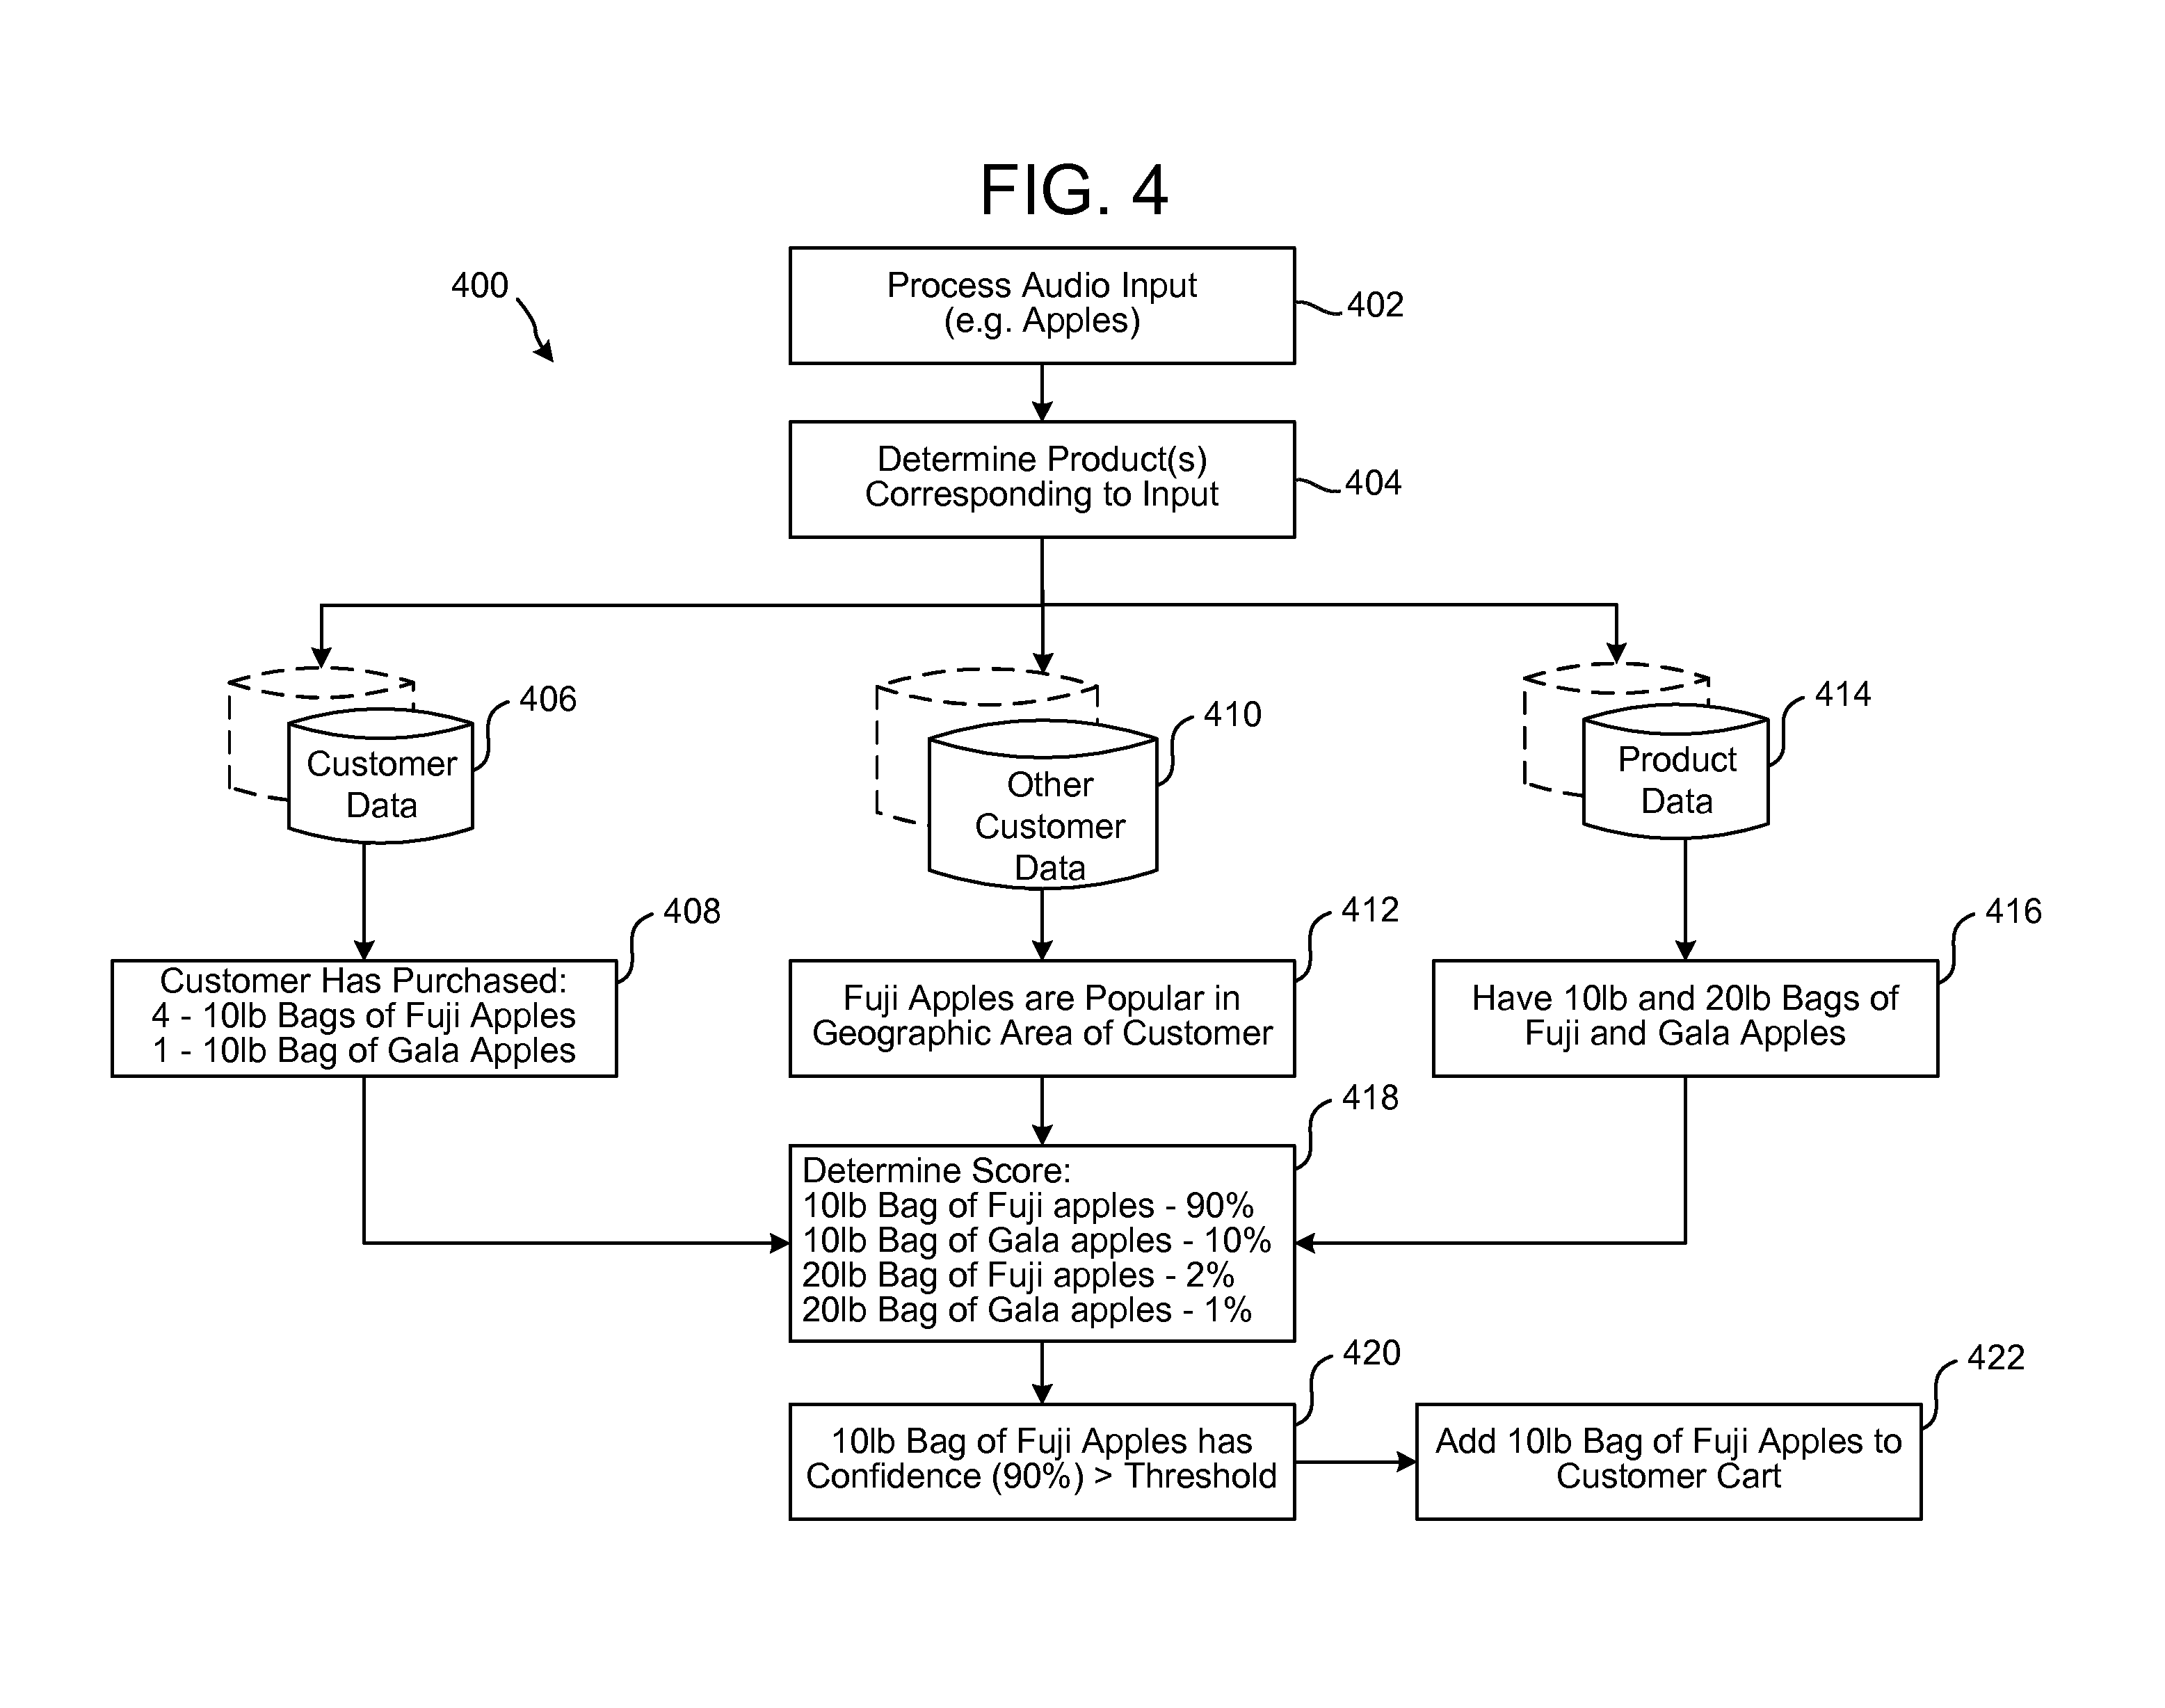 FIG. 4
400
Process Audio Input
(e.g. Apples)
402
Determine Product(s)
Corresponding to Input
404
Customer
Data
406
Other
Customer
Data
410
Product
Data
414
Customer Has Purchased:
4 - 10lb Bags of Fuji Apples
1 - 10lb Bag of Gala Apples
408
Fuji Apples are Popular in
Geographic Area of Customer
412
Have 10lb and 20lb Bags of
Fuji and Gala Apples
416
Determine Score:
10lb Bag of Fuji apples - 90%
10lb Bag of Gala apples - 10%
20lb Bag of Fuji apples - 2%
20lb Bag of Gala apples - 1%
418
10lb Bag of Fuji Apples has
Confidence (90%) > Threshold
420
Add 10lb Bag of Fuji Apples to
Customer Cart
422